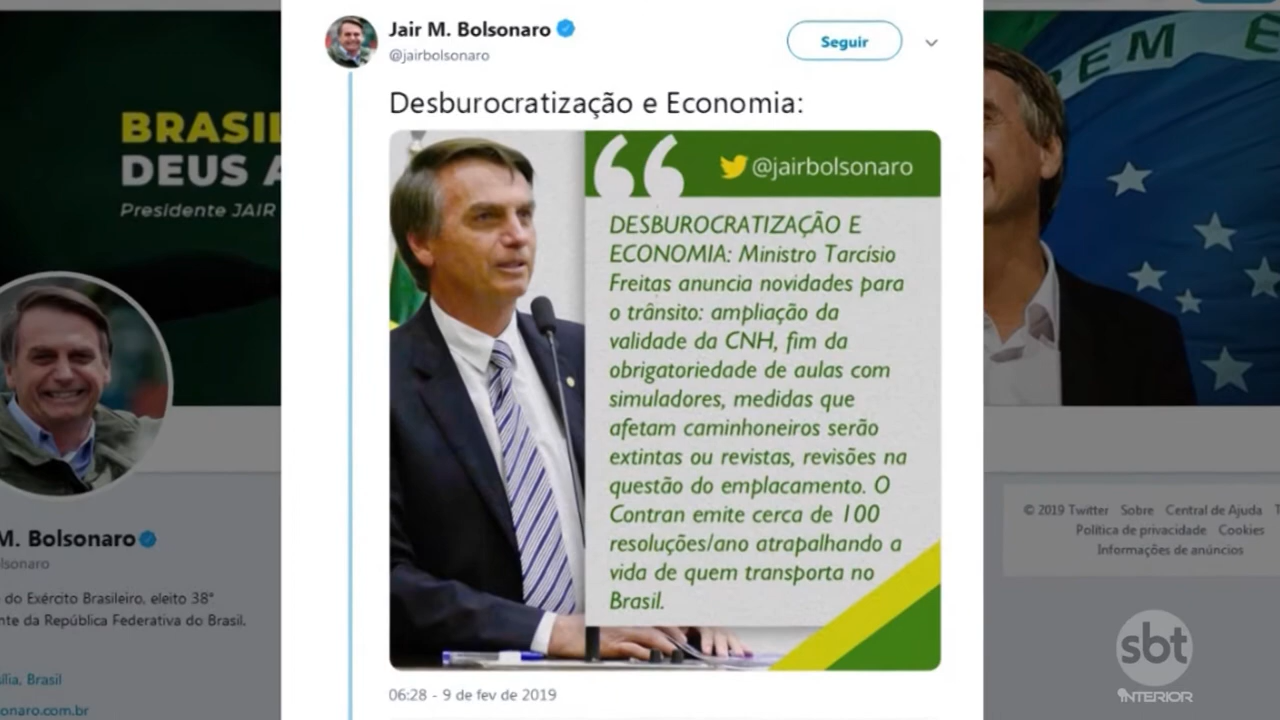 Jair M. Bolsonaro
@jairbolsonaro
Seguir
Desburocratização e Economia:
@jairbolsonaro
DESBUROCRATIZAÇÃO E
ECONOMIA: Ministro Tarcísio
Freitas anuncia novidades para
o trânsito: ampliação da
validade da CNH, fim da
obrigatoriedade de aulas com
simuladores, medidas que
afetam caminhoneiros serão
extintas ou revistas, revisões na
questão do emplacamento. O
Contran emite cerca de 100
resoluções/ano atrapalhando a
vida de quem transporta no
Brasil.
06:28 - 9 de fev de 2019
BRASIL
DEUS A
Presidente JAIR
M. Bolsonaro
lsonaro
do Exército Brasileiro, eleito 38°
nte da República Federativa do Brasil.
ília, Brasil
onaro.com.br
EM E
© 2019 Twitter Sobre Central de Ajuda
Política de privacidade Cookies
Informações de anúncios
sbt
INTERIOR